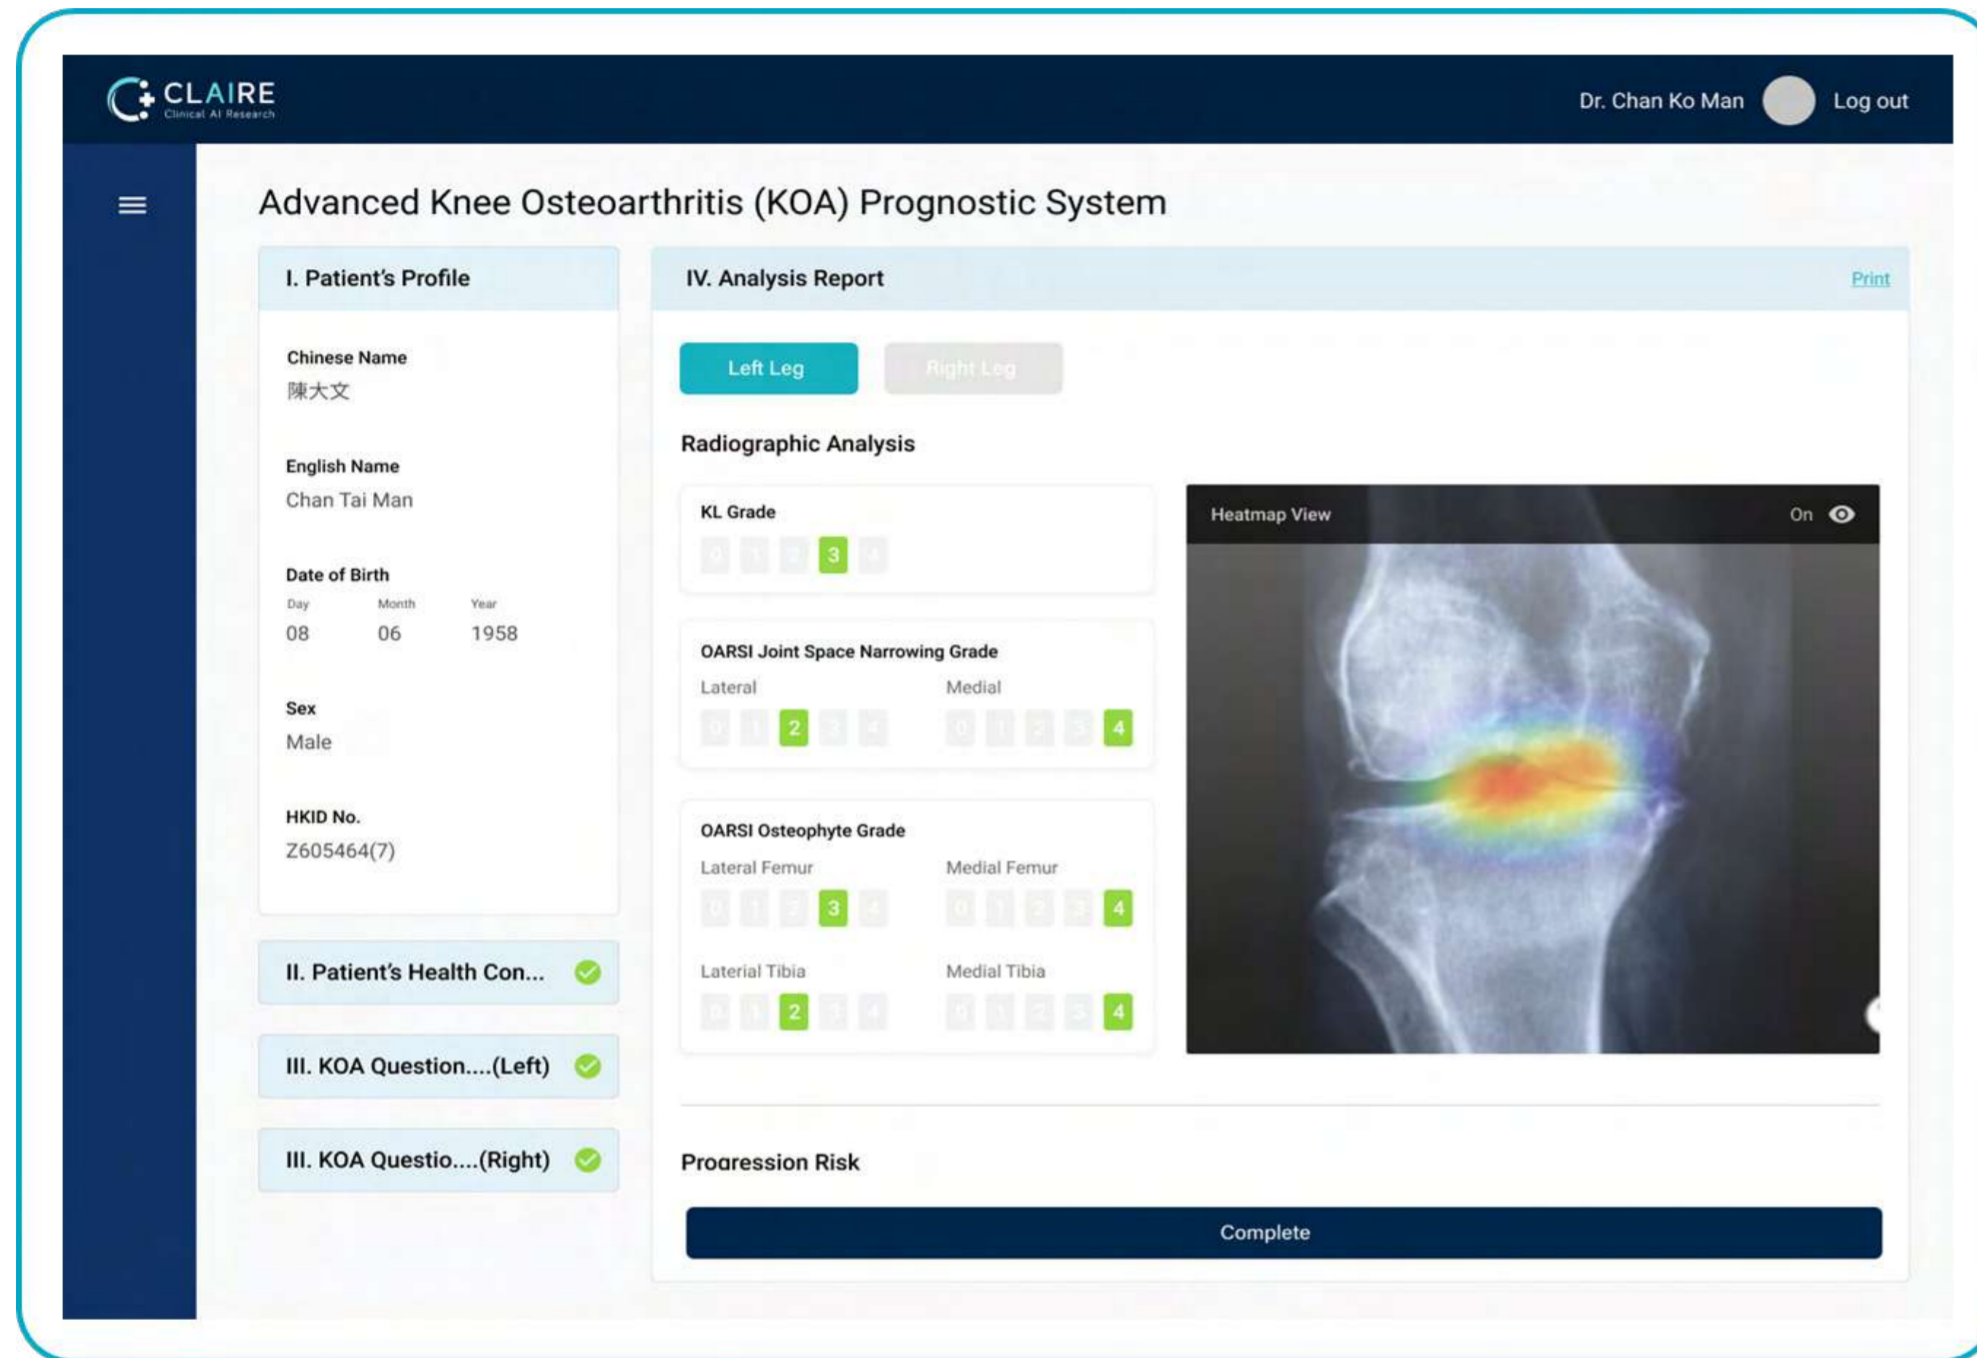 CLAIRE
Clinical AI Research
Dr. Chan Ko Man
Log out
Advanced Knee Osteoarthritis (KOA) Prognostic System
I. Patient's Profile
Chinese Name
陳大文
English Name
Chan Tai Man
Date of Birth
Day Month Year
08 06 1958
Sex
Male
HKID No.
Z605464(7)
II. Patient's Health Con...
III. KOA Question....(Left)
III. KOA Questio....(Right)
IV. Analysis Report
Print
Left Leg
Right Leg
Radiographic Analysis
KL Grade
0 1 2 3 4
OARSI Joint Space Narrowing Grade
Lateral Medial
0 1 2 3 4 0 1 2 3 4
OARSI Osteophyte Grade
Lateral Femur Medial Femur
0 1 2 3 4 0 1 2 3 4
Laterial Tibia Medial Tibia
0 1 2 3 4 0 1 2 3 4
Heatmap View
On
Progression Risk
Complete